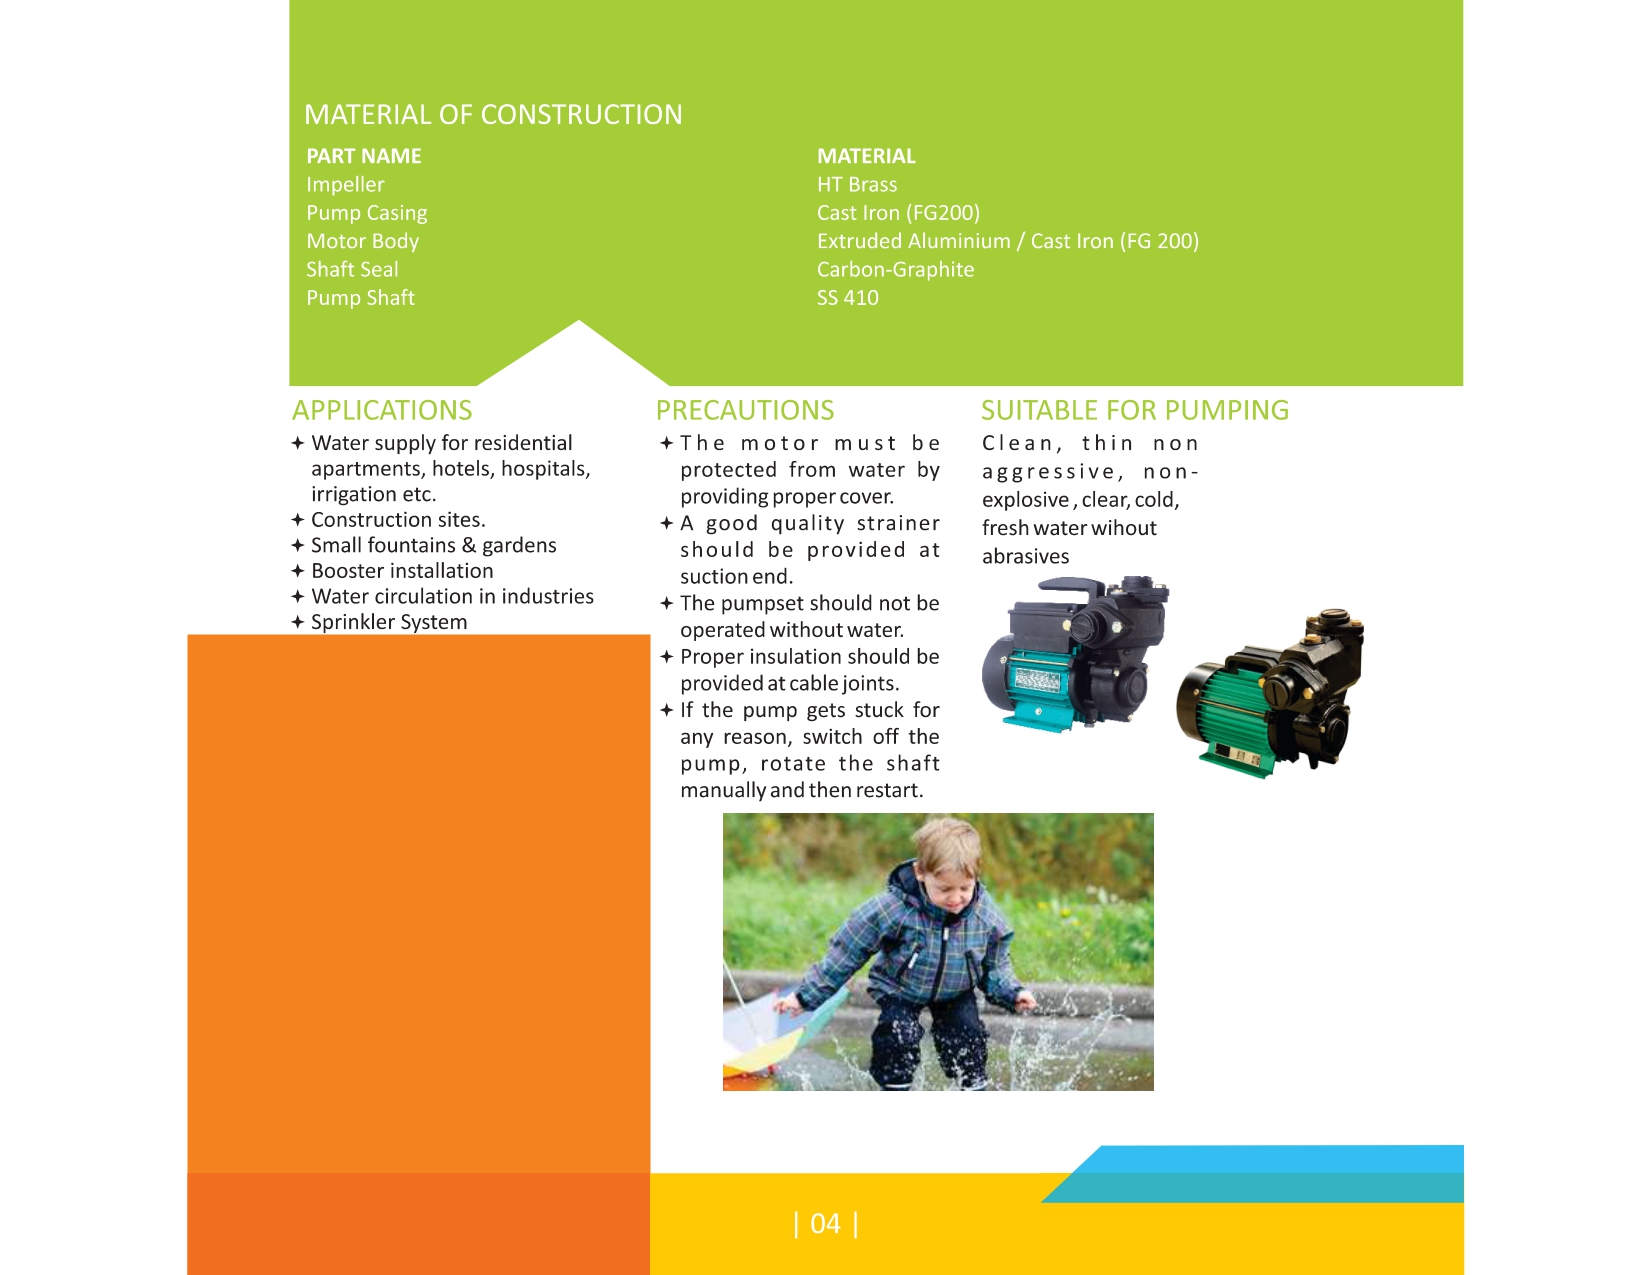 MATERIAL OF CONSTRUCTION
PART NAME MATERIAL
Impeller HT Brass
Pump Casing Cast Iron (FG200)
Motor Body Extruded Aluminium / Cast Iron (FG 200)
Shaft Seal Carbon-Graphite
Pump Shaft SS 410
APPLICATIONS
Water supply for residential
apartments, hotels, hospitals,
irrigation etc.
Construction sites.
Small fountains & gardens
Booster installation
Water circulation in industries
Sprinkler System
PRECAUTIONS
The motor must be
protected from water by
providing proper cover.
A good quality strainer
should be provided at
suction end.
The pumpset should not be
operated without water.
Proper insulation should be
provided at cable joints.
If the pump gets stuck for
any reason, switch off the
pump, rotate the shaft
manually and then restart.
SUITABLE FOR PUMPING
Clean, thin non
aggressive, non-
explosive , clear, cold,
fresh water wihout
abrasives
| 04 |